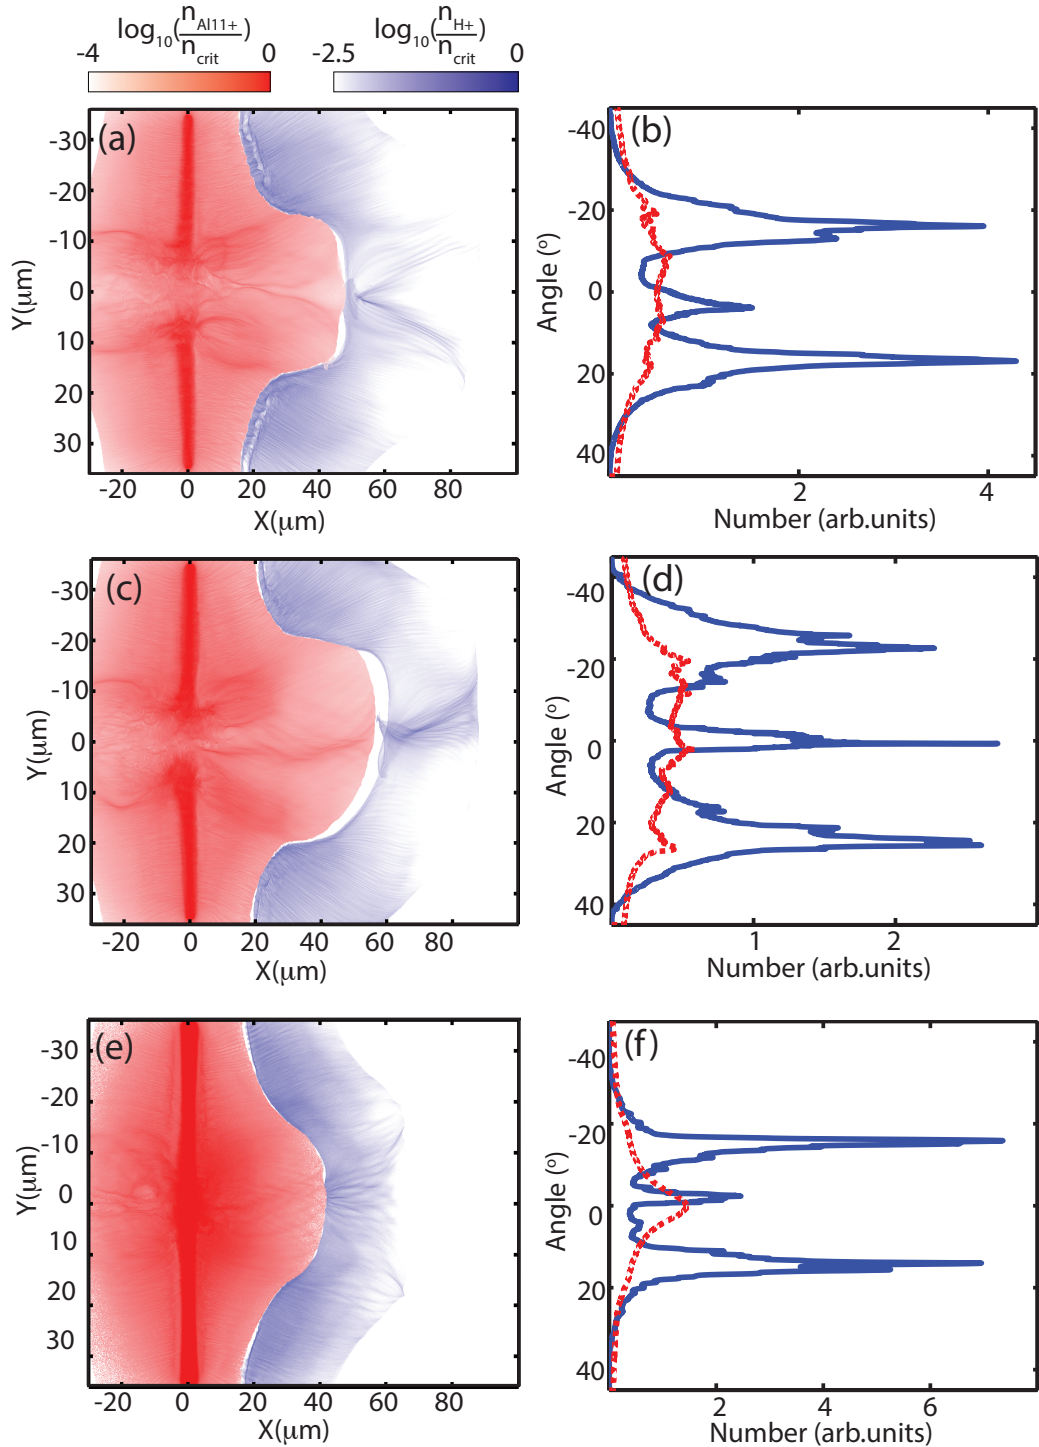 log₁₀(n_Al11+/n_crit) log₁₀(n_H+/n_crit)
-4 0 -2.5 0
(a)
-30
-20
-10
0
10
20
30
Y(μm)
-20 0 20 40 60 80
X(μm)
(b)
-40
-20
0
20
40
Angle (°)
2 4
Number (arb.units)
(c)
-30
-20
-10
0
10
20
30
Y(μm)
-20 0 20 40 60 80
X(μm)
(d)
-40
-20
0
20
40
Angle (°)
1 2
Number (arb.units)
(e)
-30
-20
-10
0
10
20
30
Y(μm)
-20 0 20 40 60 80
X(μm)
(f)
-40
-20
0
20
40
Angle (°)
2 4 6
Number (arb.units)